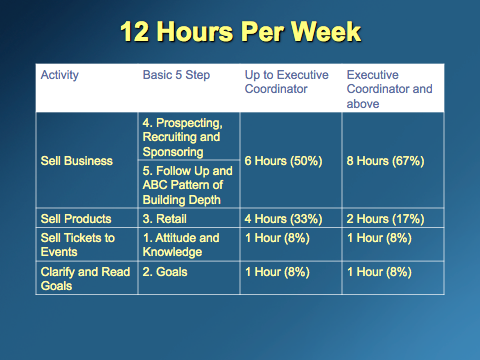 12 Hours Per Week
Activity
Basic 5 Step
Up to Executive
Coordinator
Executive
Coordinator and
above
Sell Business
4. Prospecting,
Recruiting and
Sponsoring
5. Follow Up and
ABC Pattern of
Building Depth
6 Hours (50%)
8 Hours (67%)
Sell Products
3. Retail
4 Hours (33%)
2 Hours (17%)
Sell Tickets to
Events
1. Attitude and
Knowledge
1 Hour (8%)
1 Hour (8%)
Clarify and Read
Goals
2. Goals
1 Hour (8%)
1 Hour (8%)